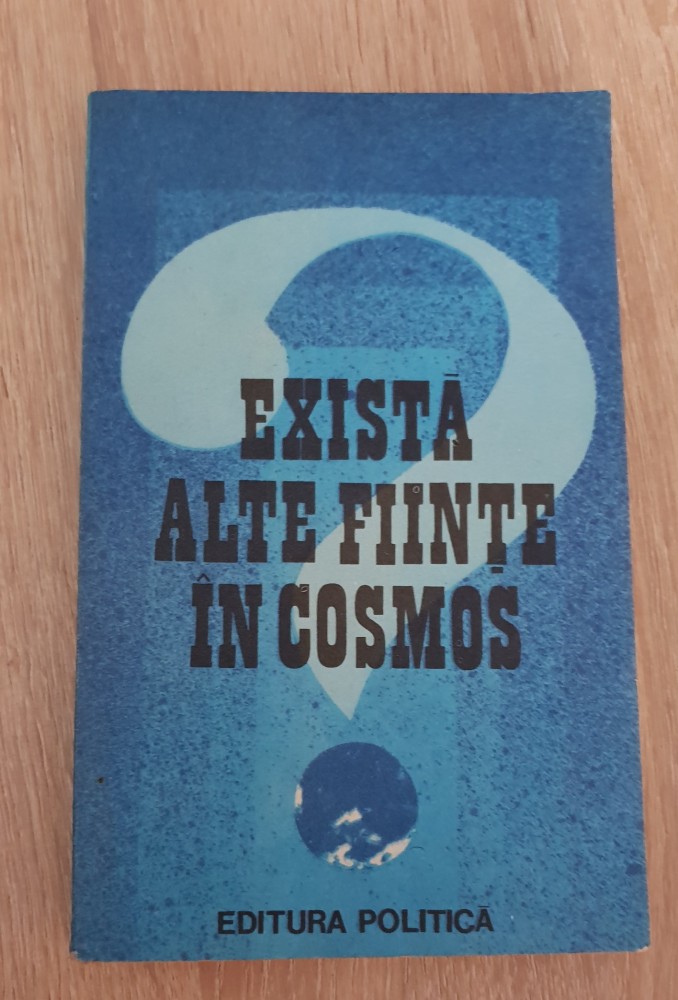 EXISTĂ
ALTE FIINȚE
ÎN COSMOS
?
EDITURA POLITICĂ